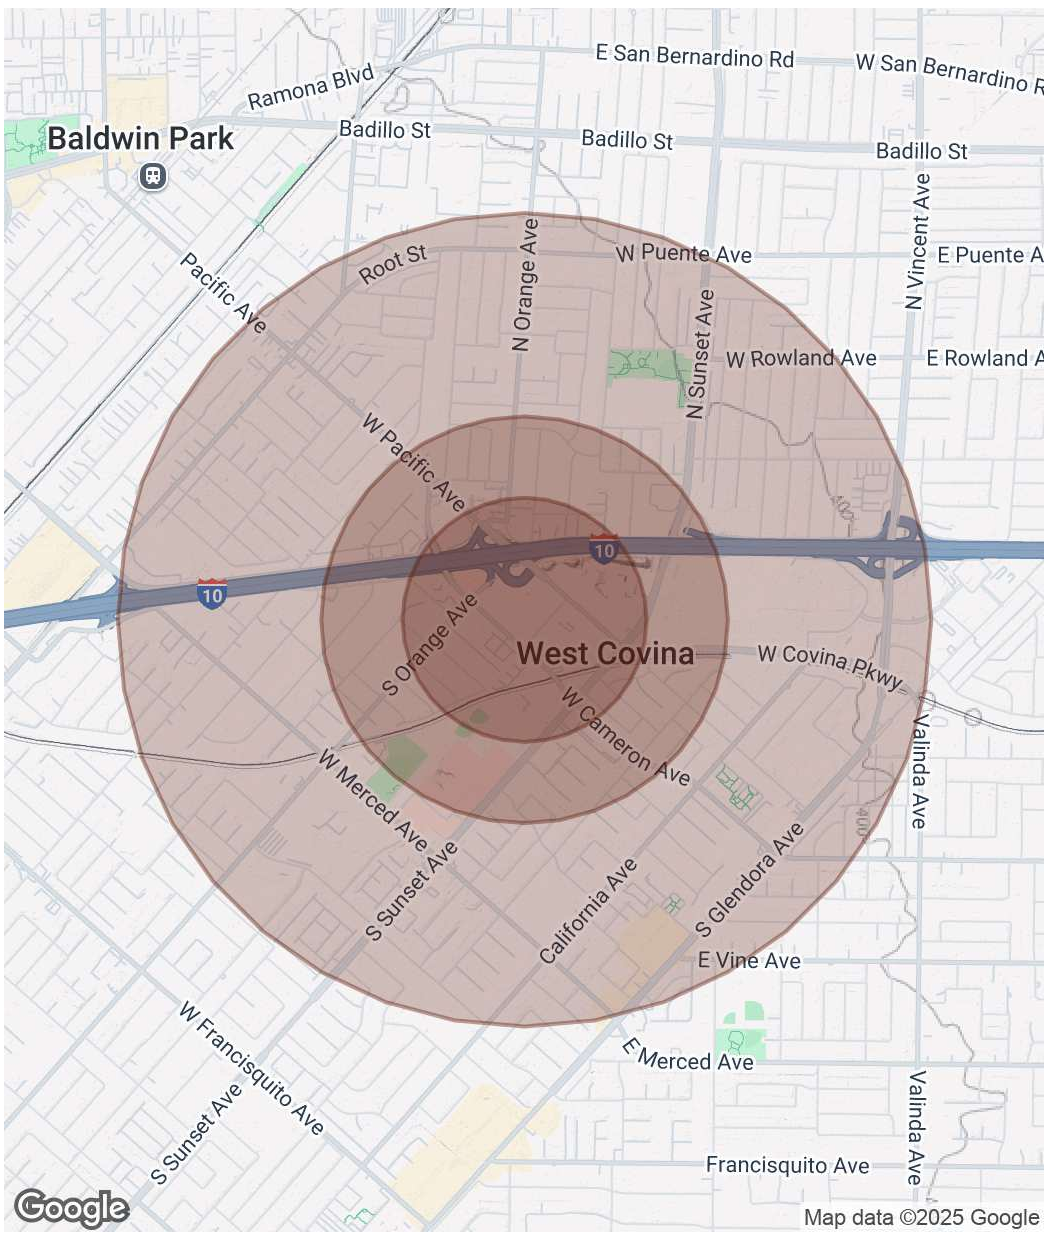 E San Bernardino Rd
W San Bernardino R
Ramona Blvd
Badillo St
Badillo St
Badillo St
Baldwin Park
N Vincent Ave
Root St
N Orange Ave
W Puente Ave
E Puente A
Pacific Ave
N Sunset Ave
W Rowland Ave
E Rowland A
W Pacific Ave
400
10
10
S Orange Ave
West Covina
W Covina Pkwy
W Cameron Ave
Valinda Ave
W Merced Ave
400
S Sunset Ave
California Ave
S Glendora Ave
E Vine Ave
W Francisquito Ave
E Merced Ave
S Sunset Ave
Valinda Ave
Francisquito Ave
Google
Map data ©2025 Google